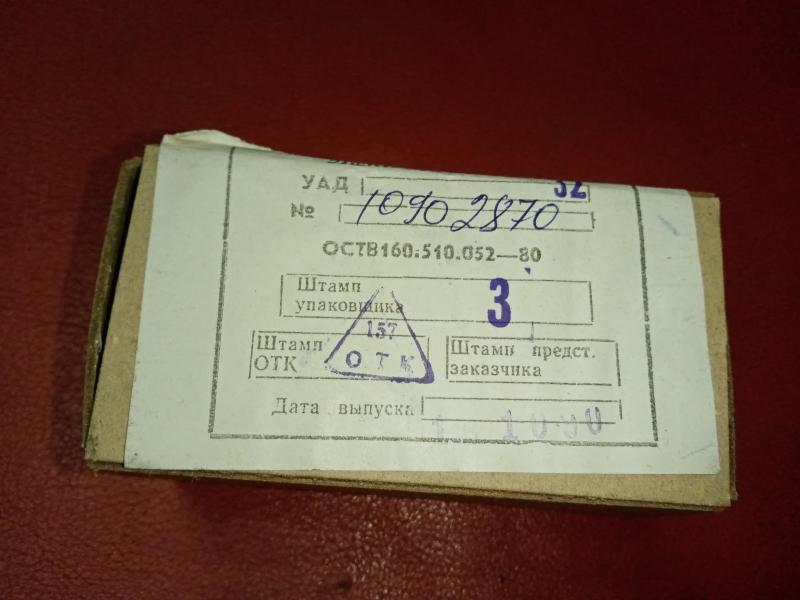 УАД 32
№ 10902870
ОСТВ160.510.052—80
Штамп
упаковщика 3
157
Штамп
ОТК
ОТК
Штамп предст.
заказчика
Дата выпуска